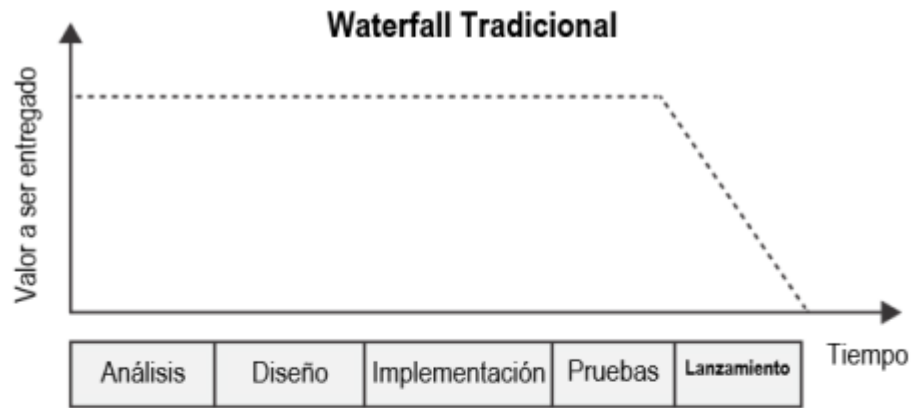 Waterfall Tradicional
Valor a ser entregado
Tiempo
Análisis
Diseño
Implementación
Pruebas
Lanzamiento